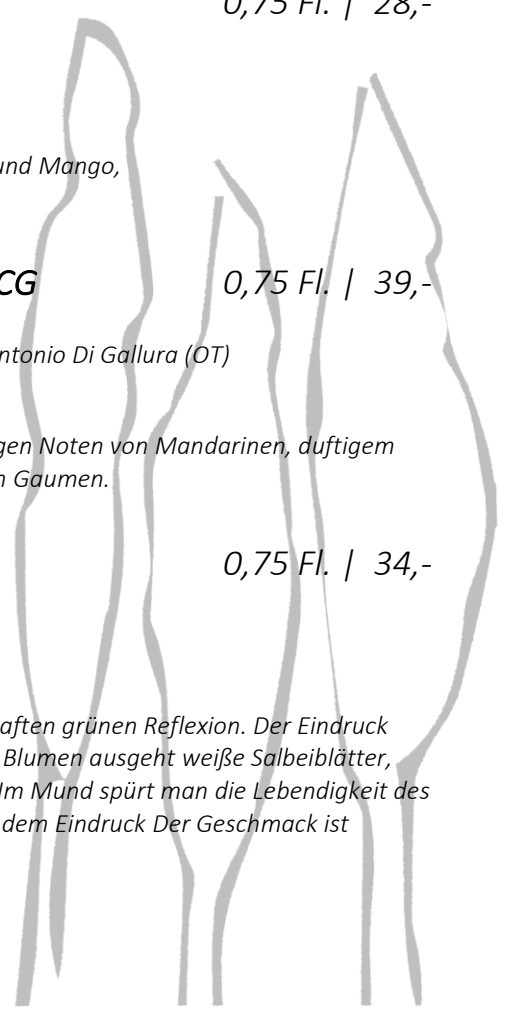 0,75 Fl. | 28,-
und Mango,
CG 0,75 Fl. | 39,-
ntonio Di Gallura (OT)
gen Noten von Mandarinen, duftigem
n Gaumen.
0,75 Fl. | 34,-
aften grünen Reflexion. Der Eindruck
Blumen ausgeht weiße Salbeiblätter,
Im Mund spürt man die Lebendigkeit des
dem Eindruck Der Geschmack ist